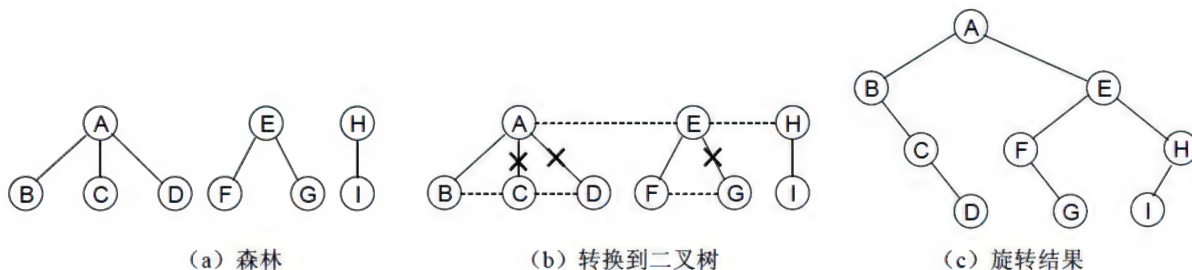 A
A E H A E H B E
C F H
B C D F G I B C D F G I
D G I
(a) 森林 (b) 转换到二叉树 (c) 旋转结果